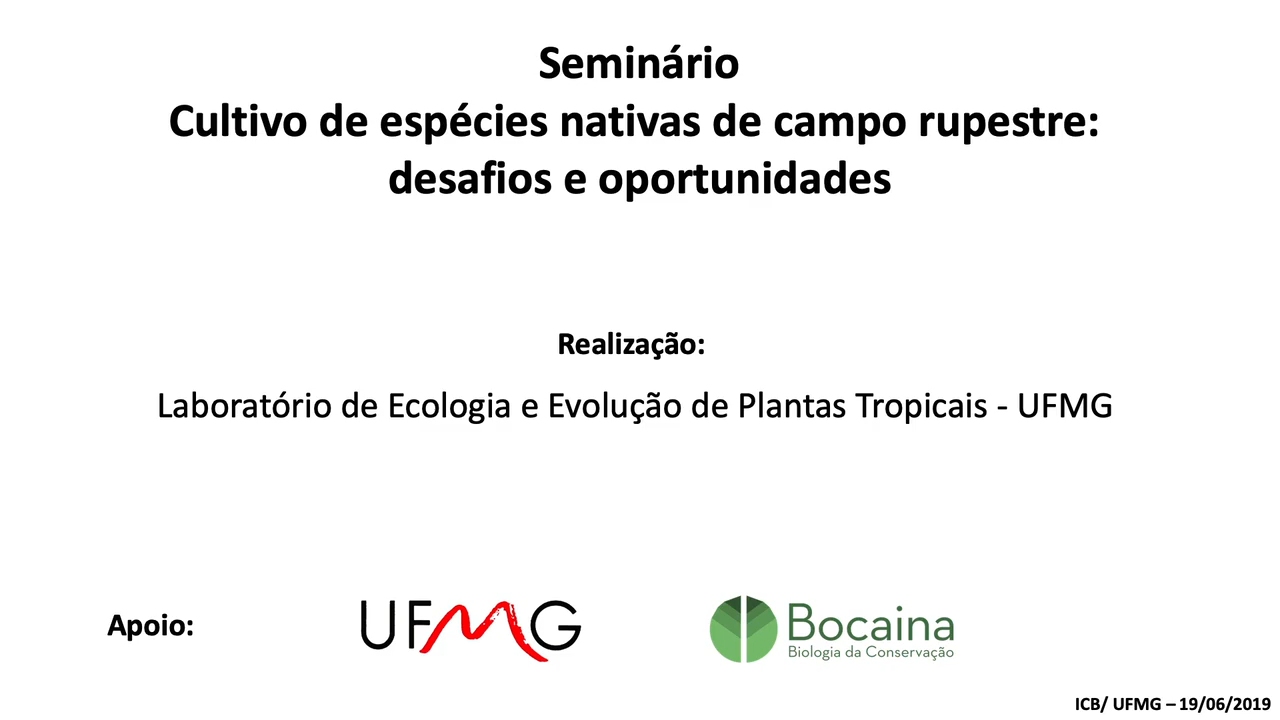 Seminário
Cultivo de espécies nativas de campo rupestre:
desafios e oportunidades
Realização:
Laboratório de Ecologia e Evolução de Plantas Tropicais - UFMG
Apoio:
UFMG
Bocaina
Biologia da Conservação
ICB/ UFMG – 19/06/2019